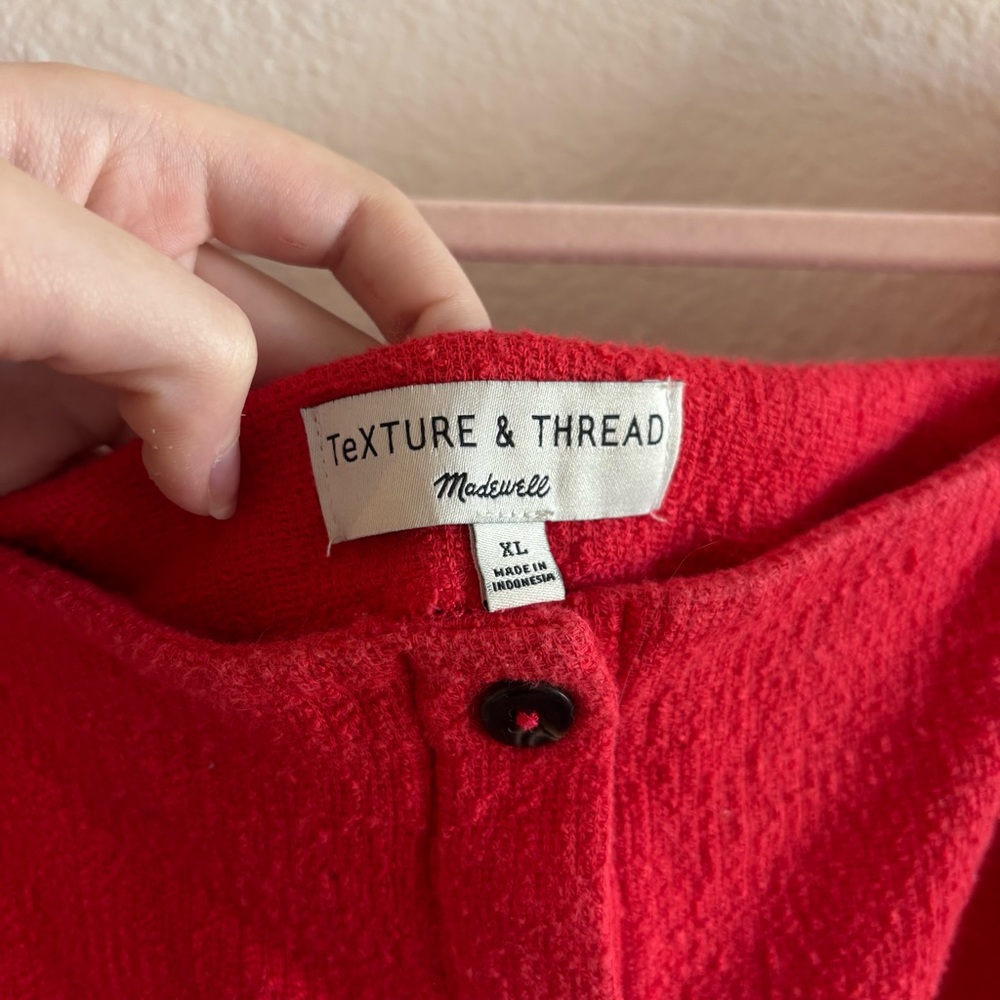 TeXTURE & THREAD
Madewell
XL
MADE IN
INDONESIA